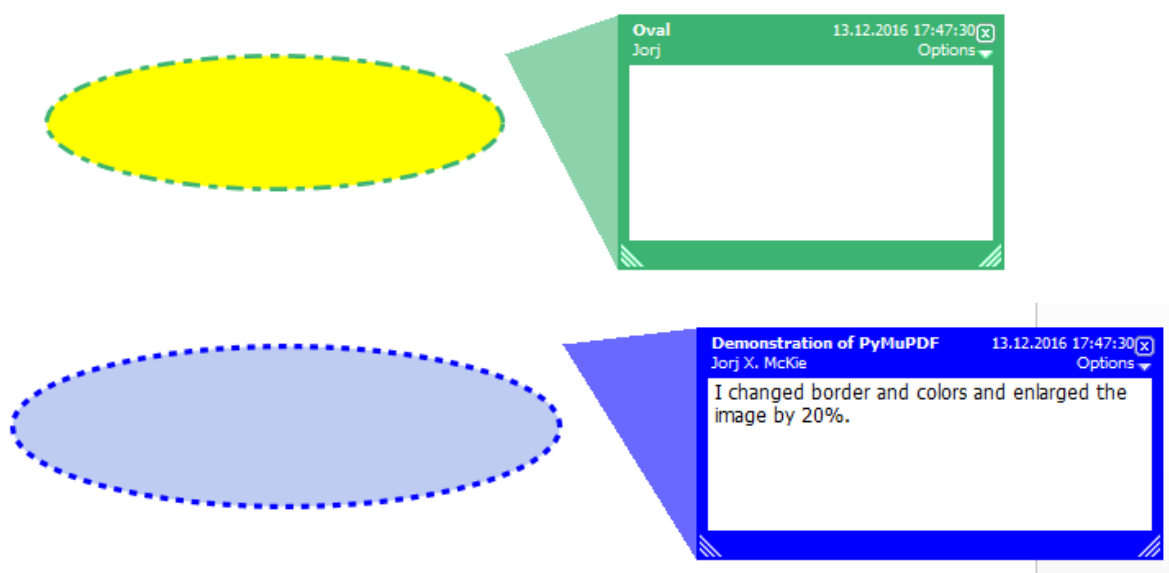 Oval 13.12.2016 17:47:30
Jorj Options
Demonstration of PyMuPDF 13.12.2016 17:47:30
Jorj X. McKie Options
I changed border and colors and enlarged the
image by 20%.